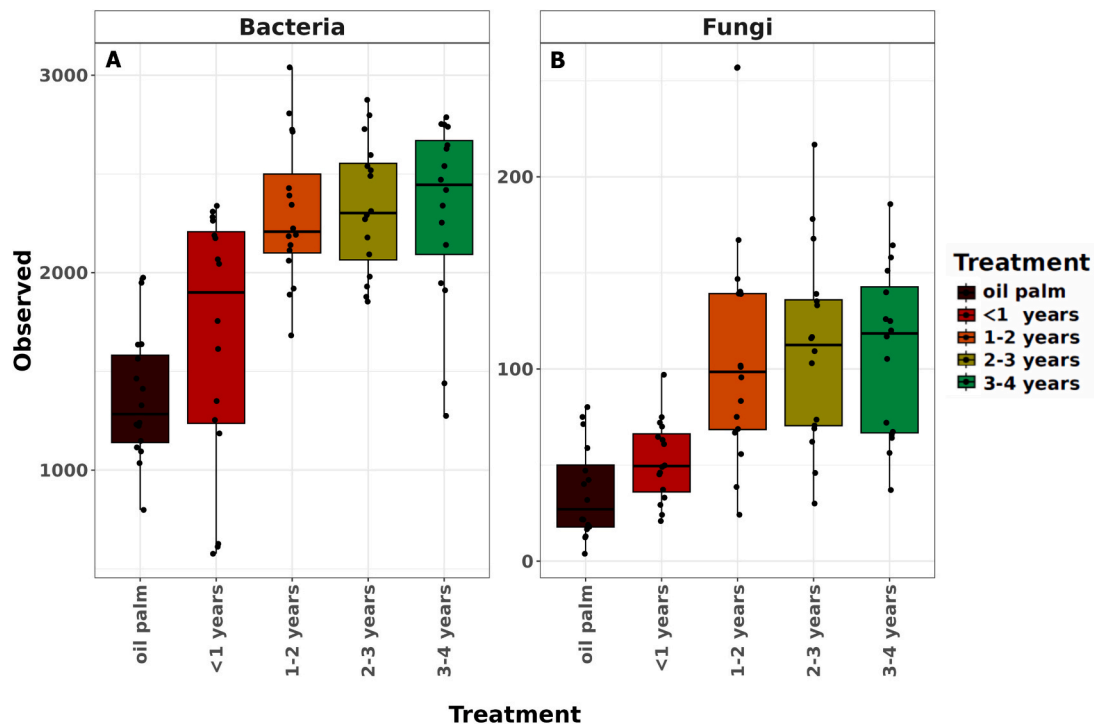 Bacteria
Fungi
A
B
3000
2000
1000
200
100
0
Observed
oil palm
<1 years
1-2 years
2-3 years
3-4 years
oil palm
<1 years
1-2 years
2-3 years
3-4 years
Treatment
Treatment
oil palm
<1 years
1-2 years
2-3 years
3-4 years